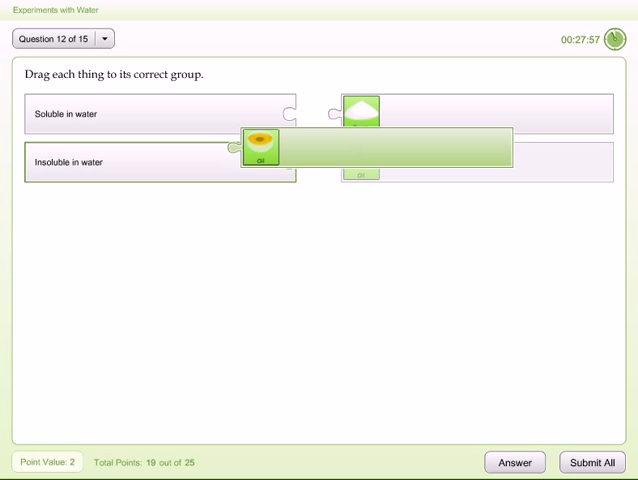 Experiments with Water
Question 12 of 15
00:27:57
Drag each thing to its correct group.
Soluble in water
Oil
Insoluble in water
Oil
Point Value: 2
Total Points: 19 out of 25
Answer
Submit All